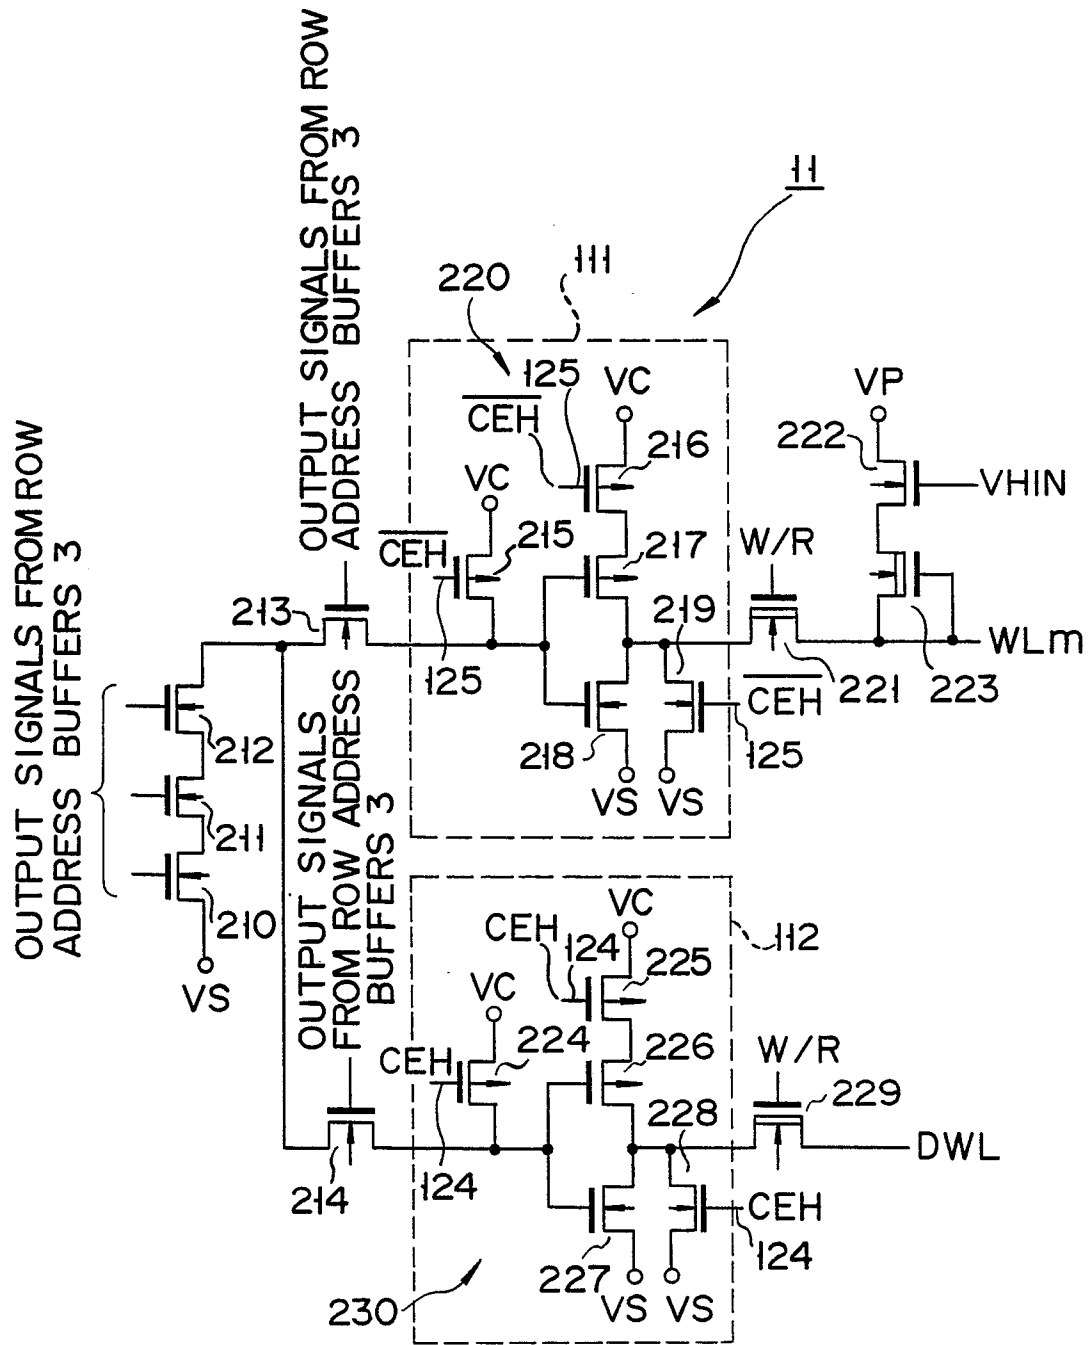 OUTPUT SIGNALS FROM ROW
ADDRESS BUFFERS 3
OUTPUT SIGNALS FROM ROW
ADDRESS BUFFERS 3
OUTPUT SIGNALS
FROM ROW ADDRESS
BUFFERS 3
11
111
220
125
VC
CEH
216
VC
CEH
215
217
125
219
218
VS
VS
CEH
125
W/R
221
VP
222
VHIN
223
WLm
213
212
211
210
VS
214
112
VC
CEH
124
225
VC
CEH
224
226
124
228
227
VS
VS
CEH
124
W/R
229
DWL
230